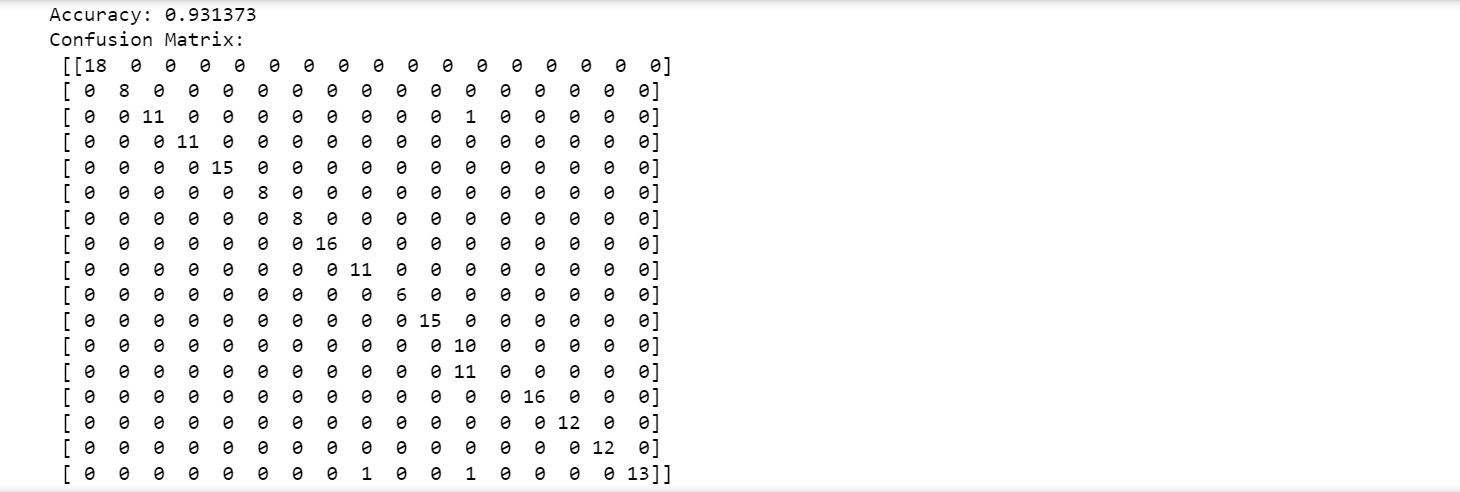 Accuracy: 0.931373
Confusion Matrix:
[[18 0 0 0 0 0 0 0 0 0 0 0 0 0 0 0 0]
[ 0 8 0 0 0 0 0 0 0 0 0 0 0 0 0 0 0]
[ 0 0 11 0 0 0 0 0 0 0 0 1 0 0 0 0 0]
[ 0 0 0 11 0 0 0 0 0 0 0 0 0 0 0 0 0]
[ 0 0 0 0 15 0 0 0 0 0 0 0 0 0 0 0 0]
[ 0 0 0 0 0 8 0 0 0 0 0 0 0 0 0 0 0]
[ 0 0 0 0 0 0 8 0 0 0 0 0 0 0 0 0 0]
[ 0 0 0 0 0 0 0 16 0 0 0 0 0 0 0 0 0]
[ 0 0 0 0 0 0 0 0 11 0 0 0 0 0 0 0 0]
[ 0 0 0 0 0 0 0 0 0 6 0 0 0 0 0 0 0]
[ 0 0 0 0 0 0 0 0 0 0 15 0 0 0 0 0 0]
[ 0 0 0 0 0 0 0 0 0 0 0 10 0 0 0 0 0]
[ 0 0 0 0 0 0 0 0 0 0 0 11 0 0 0 0 0]
[ 0 0 0 0 0 0 0 0 0 0 0 0 0 16 0 0 0]
[ 0 0 0 0 0 0 0 0 0 0 0 0 0 0 12 0 0]
[ 0 0 0 0 0 0 0 0 0 0 0 0 0 0 0 12 0]
[ 0 0 0 0 0 0 0 0 1 0 0 1 0 0 0 0 13]]